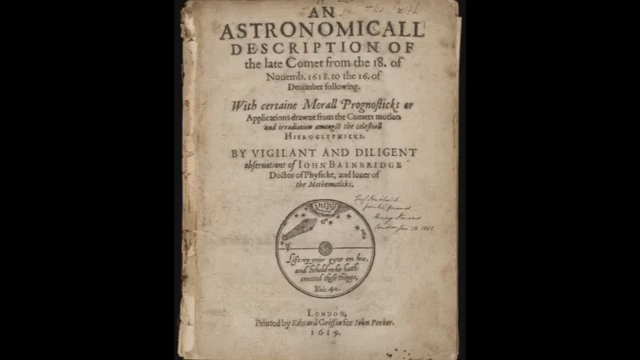 AN
ASTRONOMICALL
DESCRIPTION OF
the late Comet from the 18. of
Nouemb. 1618. to the 16. of
December following.
With certaine Morall Prognosticks or
Applications drawne from the Comets motion
and irradiation amongst the celestiall
HIEROGLYPHICKS.
BY VIGILANT AND DILIGENT
obseruations of IOHN BAINBRIDGE
Doctor of Physicke, and louer of
the Mathematicks.
Lift vp your eyes on hie,
and behold who hath
created these things,
Esai: 40.
LONDON,
Printed by Edward Griffin for Iohn Parker.
1619.